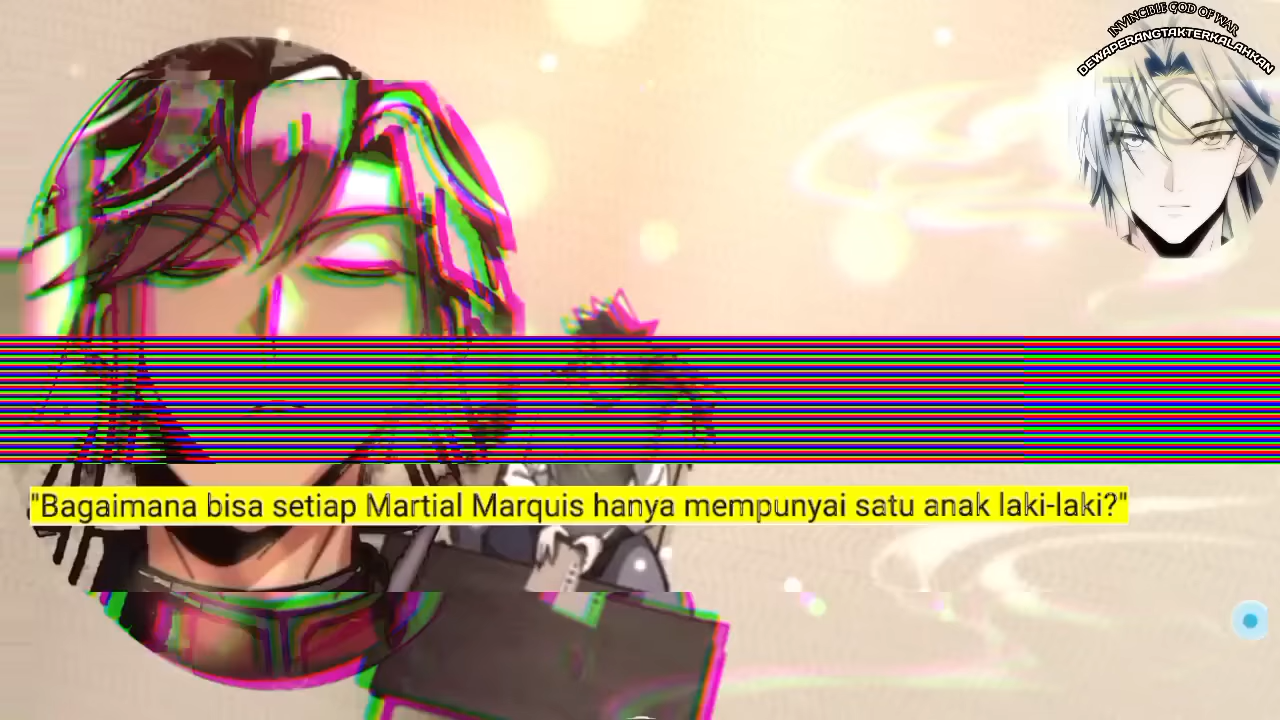 INVINCIBLE GOD OF WAR
DEWAPERANGTAKTERKALAHKAN
"Bagaimana bisa setiap Martial Marquis hanya mempunyai satu anak laki-laki?"